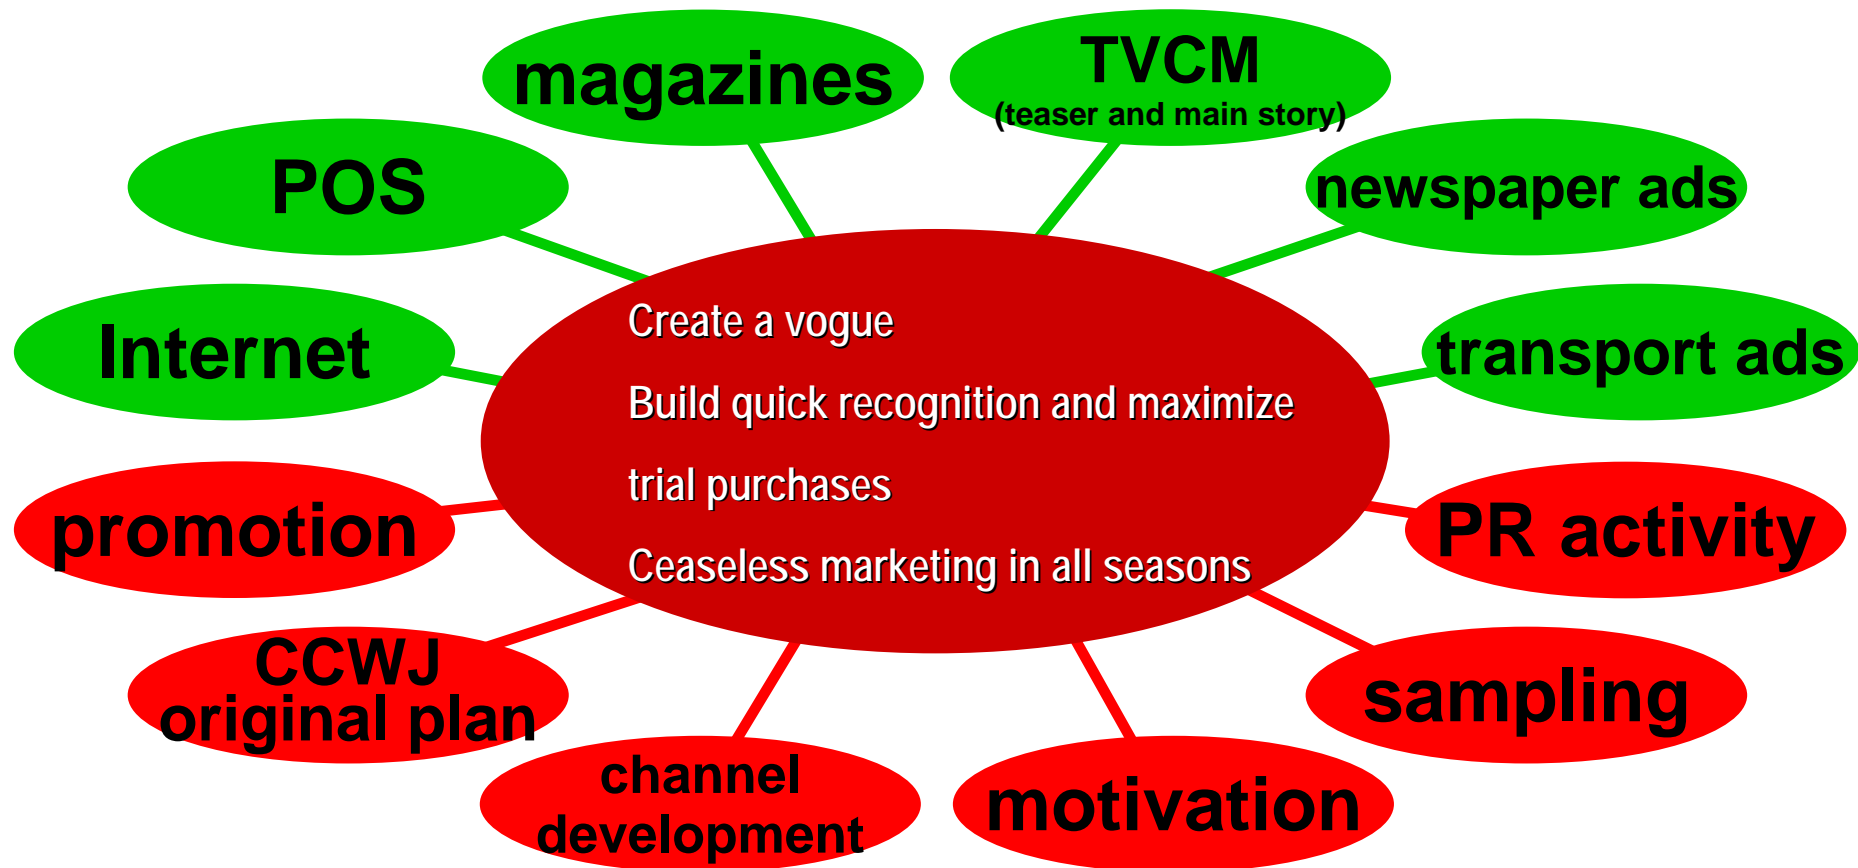 magazines
TVCM
(teaser and main story)
POS
newspaper ads
Internet
transport ads
Create a vogue
Build quick recognition and maximize
trial purchases
Ceaseless marketing in all seasons
promotion
PR activity
CCWJ
original plan
sampling
channel
development
motivation